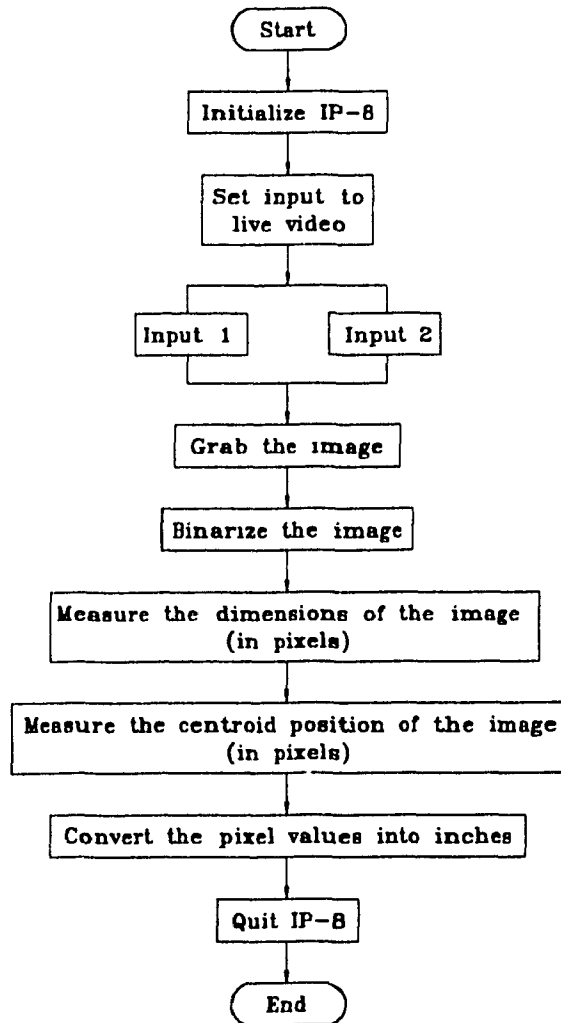 Start
Initialize IP-8
Set input to
live video
Input 1
Input 2
Grab the image
Binarize the image
Measure the dimensions of the image
(in pixels)
Measure the centroid position of the image
(in pixels)
Convert the pixel values into inches
Quit IP-8
End